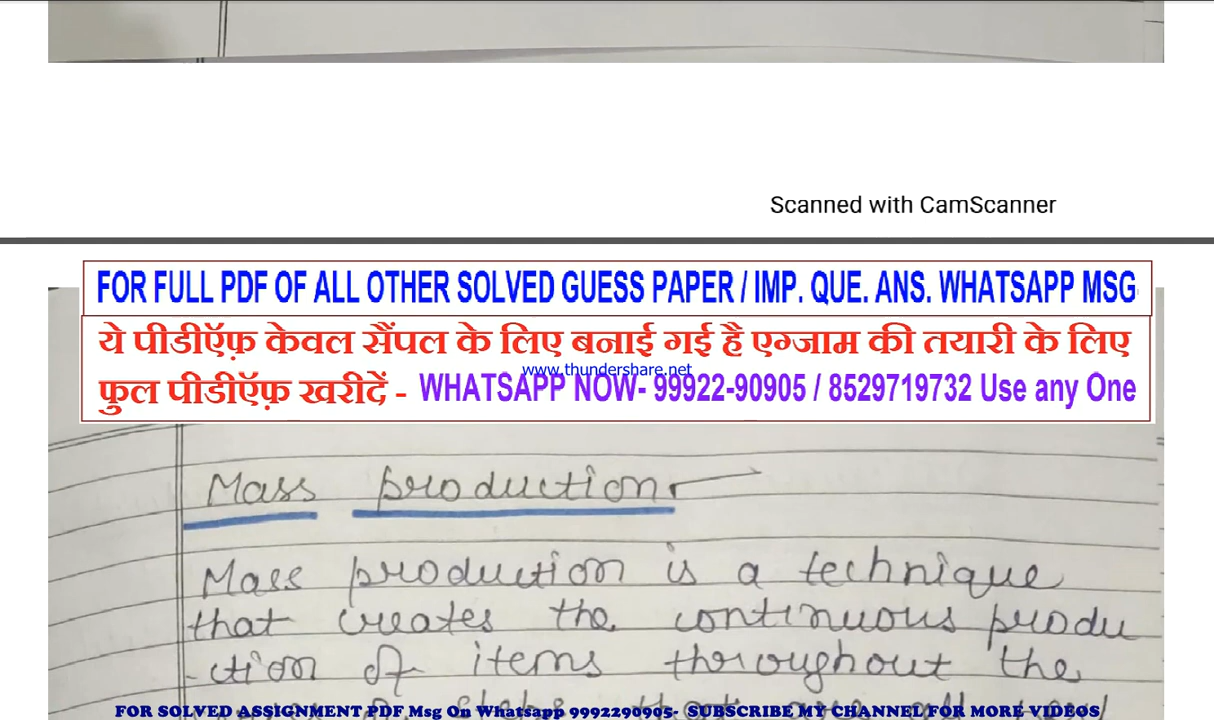 Scanned with CamScanner
FOR FULL PDF OF ALL OTHER SOLVED GUESS PAPER / IMP. QUE. ANS. WHATSAPP MSG
ये पीडीऍफ़ केवल सैंपल के लिए बनाई गई है एग्जाम की तयारी के लिए
www.thundershare.net
फुल पीडीऍफ़ खरीदें - WHATSAPP NOW- 99922-90905 / 8529719732 Use any One
Mass production
Mass production is a technique
that creates the continuous produ
-ction of items throughout the
FOR SOLVED ASSIGNMENT PDF Msg On Whatsapp 9992290905- SUBSCRIBE MY CHANNEL FOR MORE VIDEOS